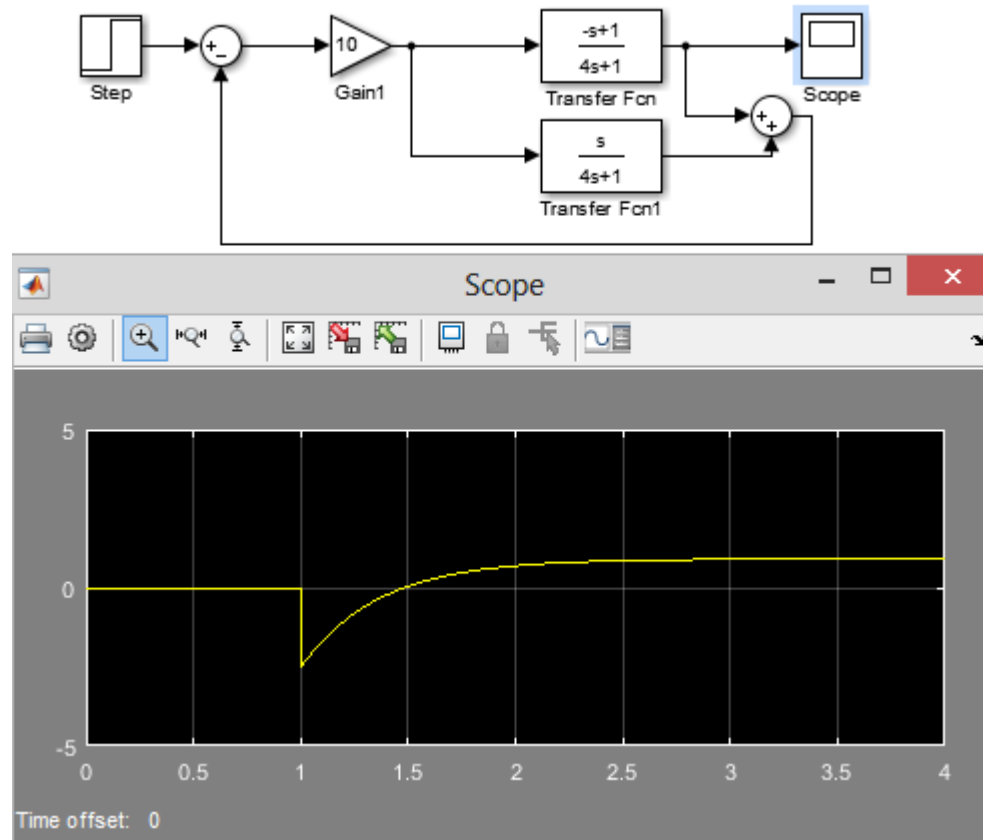 +
−
10
-s+1
4s+1
Step
Gain1
Transfer Fcn
Scope
+
+
s
4s+1
Transfer Fcn1
Scope
5
0
-5
0 0.5 1 1.5 2 2.5 3 3.5 4
Time offset: 0